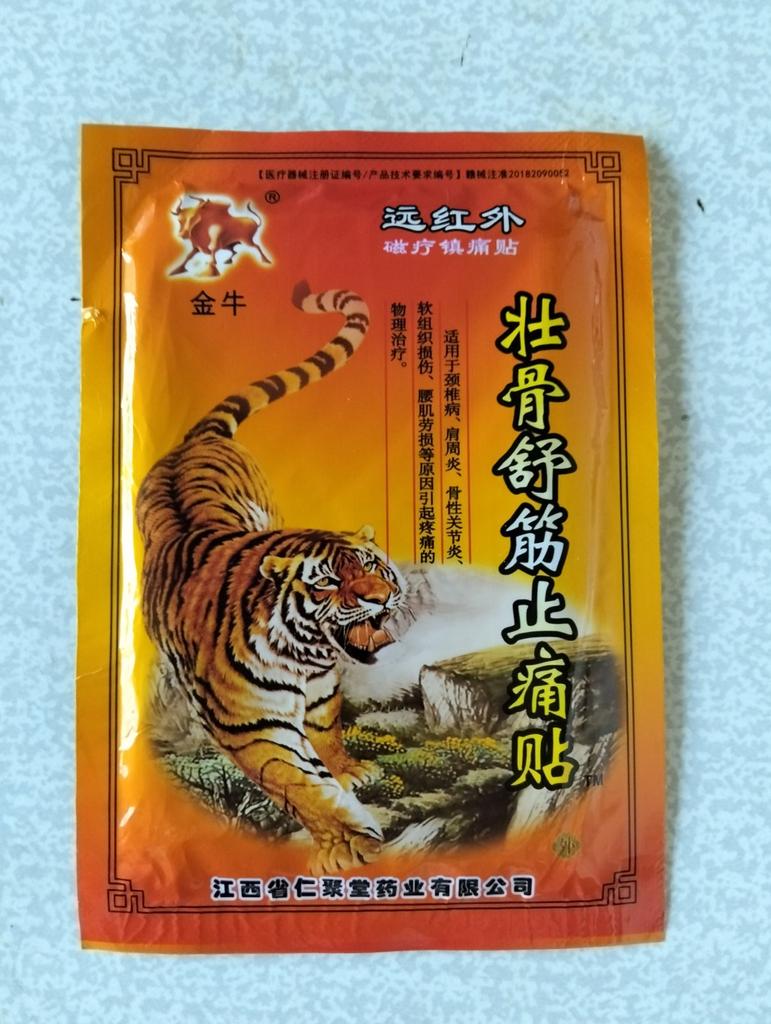 【医疗器械注册证编号/产品技术要求编号】赣械注准20182090052
®
金牛
远红外
磁疗镇痛贴
壮骨舒筋止痛贴
TM
适用于颈椎病、肩周炎、骨性关节炎、
软组织损伤、腰肌劳损等原因引起疼痛的
物理治疗。
外
江西省仁聚堂药业有限公司